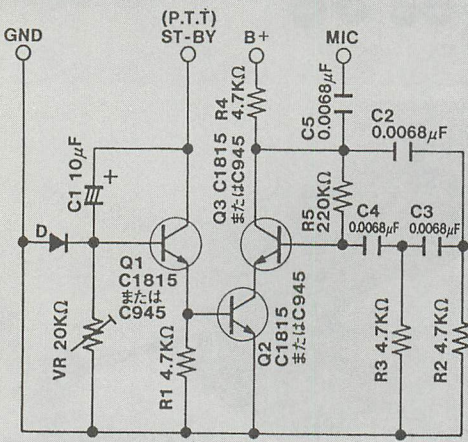 GND
(P.T.T)
ST-BY
B+
MIC
R4
4.7KΩ
C5
0.0068μF
C2
0.0068μF
C1 10μF
+
Q3 C1815
またはC945
R5
220KΩ
C4
0.0068μF
C3
0.0068μF
D
Q1
C1815
または
C945
VR 20KΩ
R1 4.7KΩ
Q2
C1815
またはC945
R3 4.7KΩ
R2 4.7KΩ